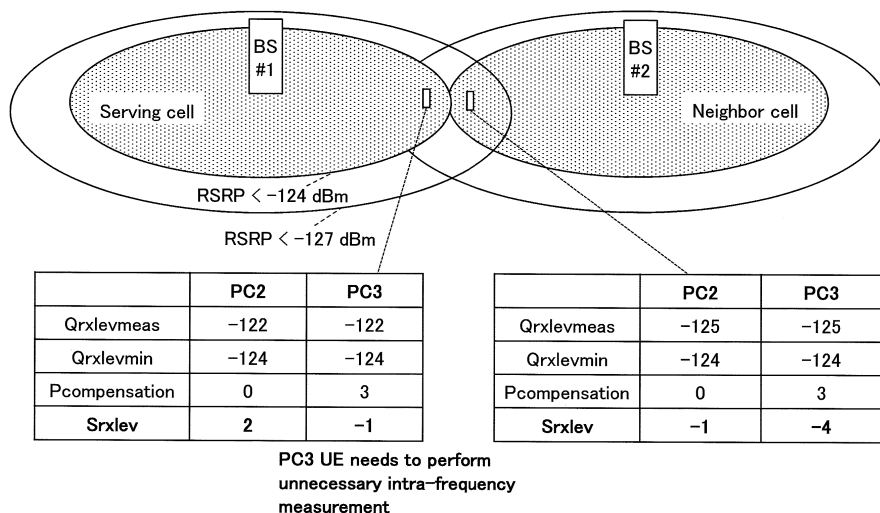 BS
#1
BS
#2
Serving cell
Neighbor cell
RSRP < -124 dBm
RSRP < -127 dBm
PC2 PC3
Qrxlevmeas -122 -122
Qrxlevmin -124 -124
Pcompensation 0 3
Srxlev 2 -1
PC2 PC3
Qrxlevmeas -125 -125
Qrxlevmin -124 -124
Pcompensation 0 3
Srxlev -1 -4
PC3 UE needs to perform
unnecessary intra-frequency
measurement